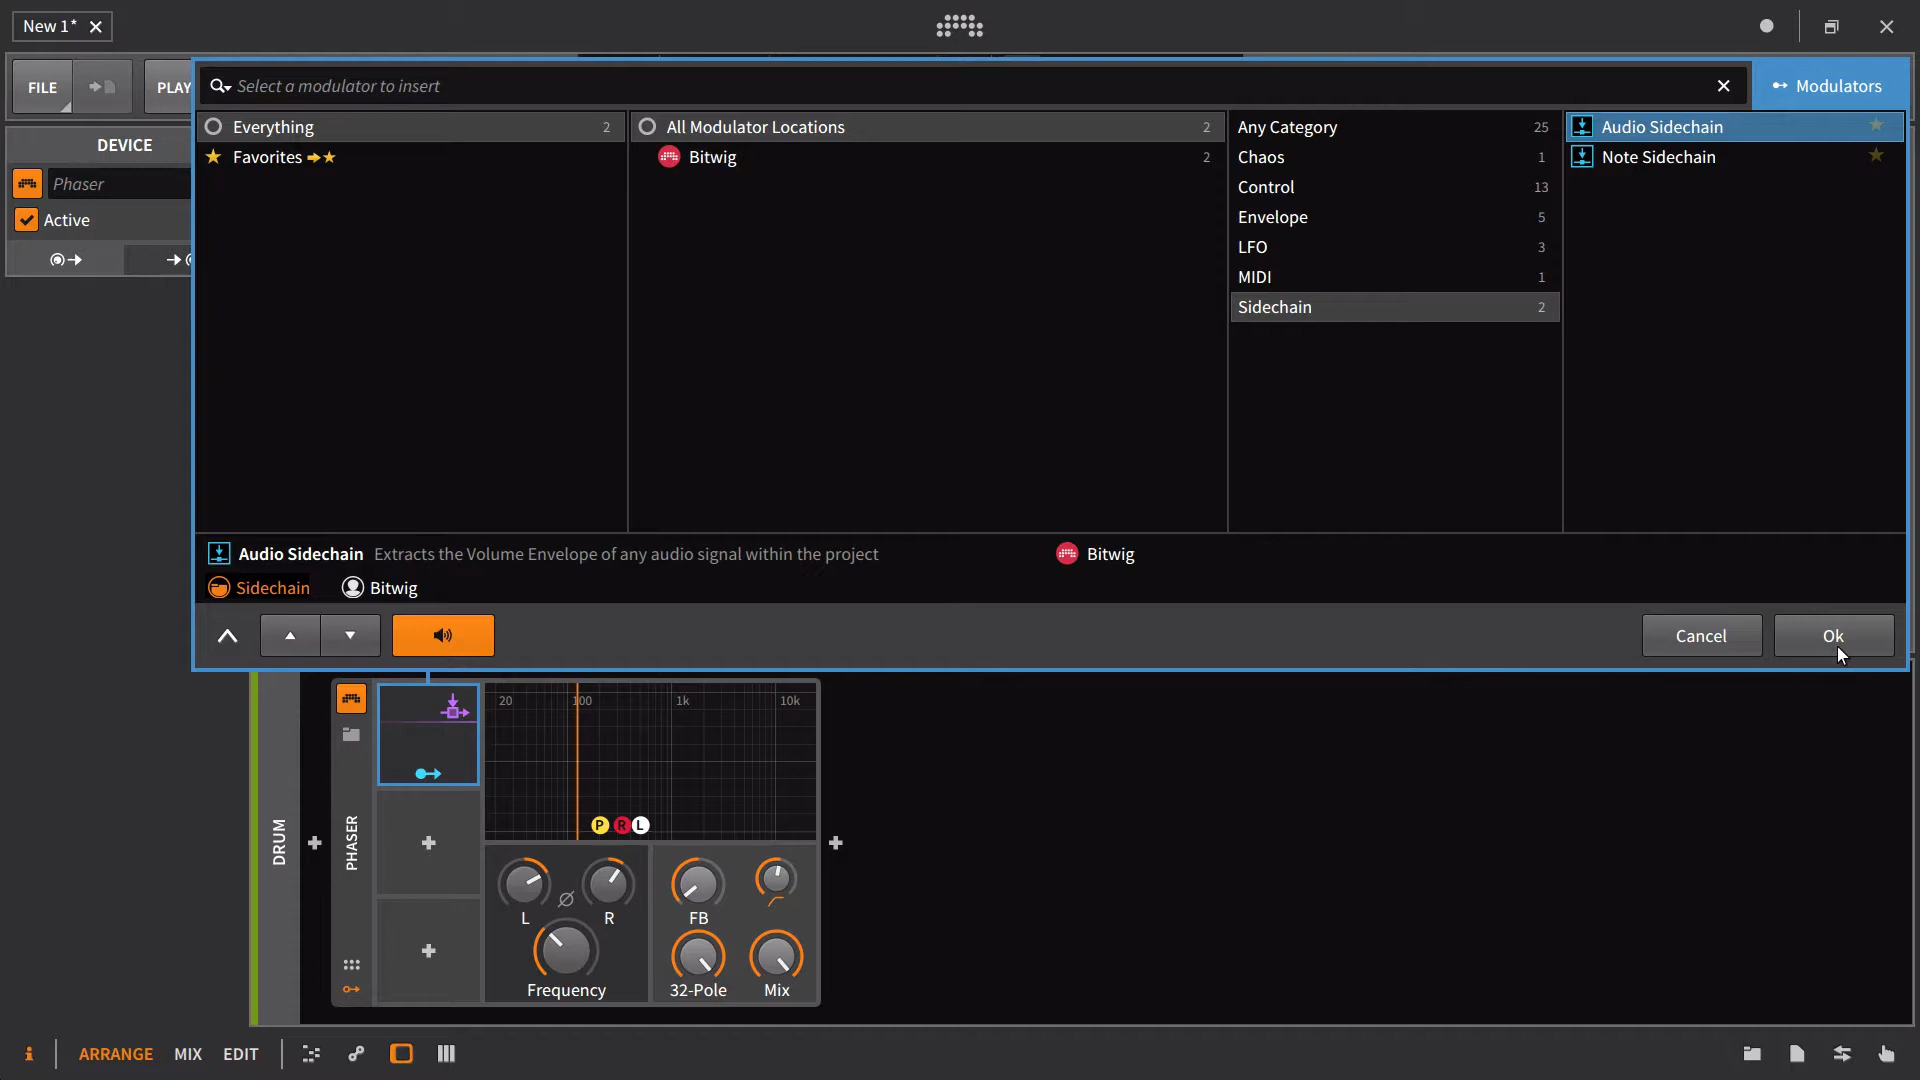 New 1*
FILE
PLAY
Select a modulator to insert
Modulators
DEVICE
Phaser
Active
Everything 2
Favorites
All Modulator Locations 2
Bitwig 2
Any Category 25
Chaos 1
Control 13
Envelope 5
LFO 3
MIDI 1
Sidechain 2
Audio Sidechain
Note Sidechain
Audio Sidechain Extracts the Volume Envelope of any audio signal within the project
Bitwig
Sidechain
Bitwig
Cancel
Ok
DRUM
PHASER
20 100 1k 10k
P R L
L R FB
Frequency
32-Pole
Mix
i
ARRANGE MIX EDIT